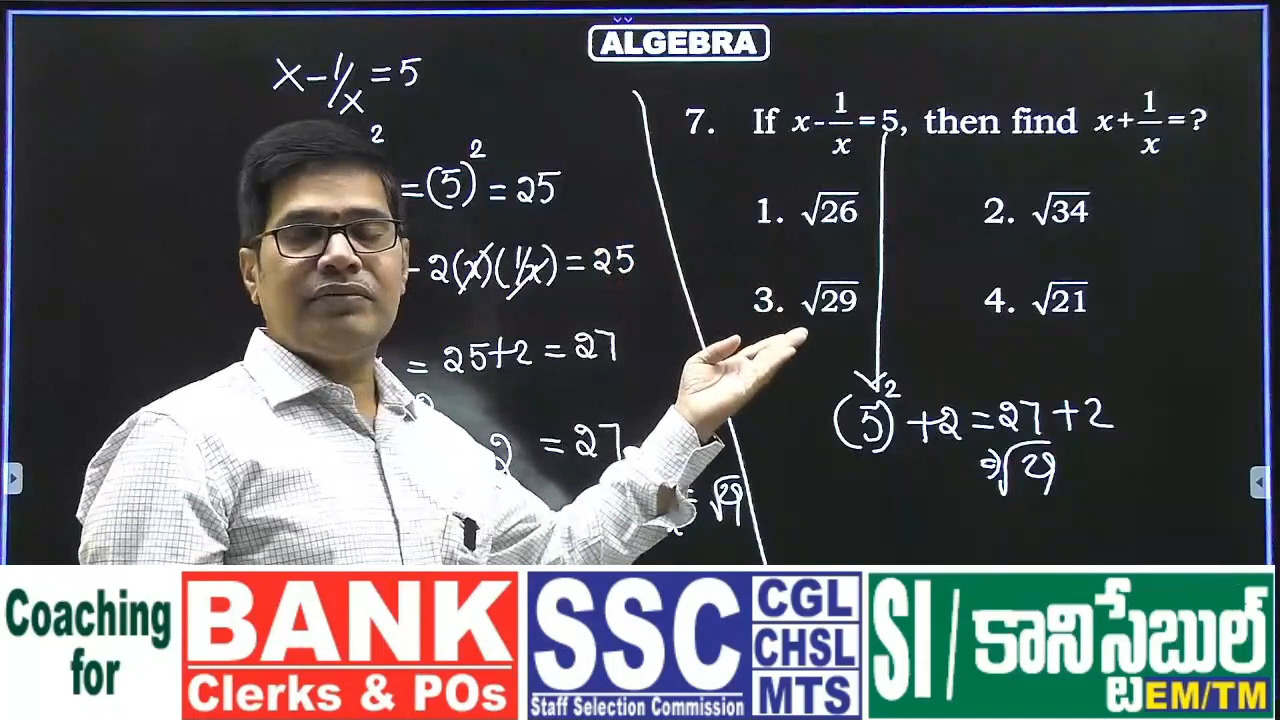 ALGEBRA
x - 1/x = 5
2
= (5)² = 25
- 2(x)(1/x) = 25
= 25+2 = 27
2 = 27
= √29
7. If x - 1/x = 5, then find x + 1/x = ?
1. √26 2. √34
3. √29 4. √21
(5)² + 2 = 27 + 2
√29
Coaching for
BANK
Clerks & POs
SSC
Staff Selection Commission
CGL
CHSL
MTS
SI / కానిస్టేబుల్
EM/TM